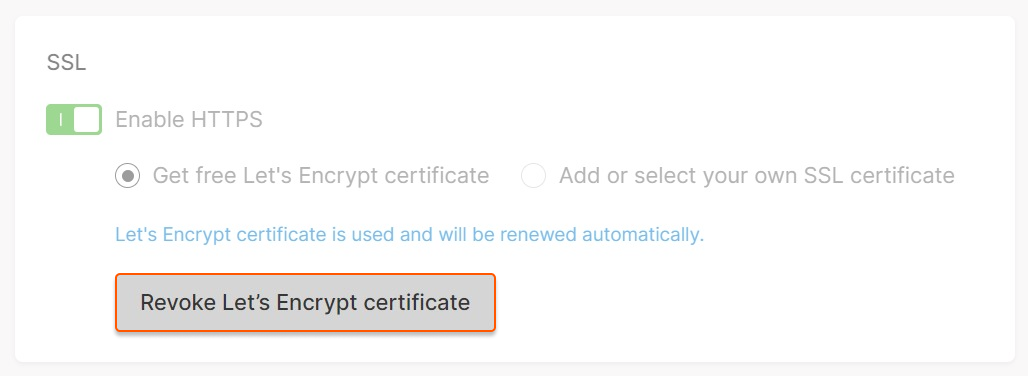 SSL
Enable HTTPS
Get free Let's Encrypt certificate Add or select your own SSL certificate
Let's Encrypt certificate is used and will be renewed automatically.
Revoke Let’s Encrypt certificate